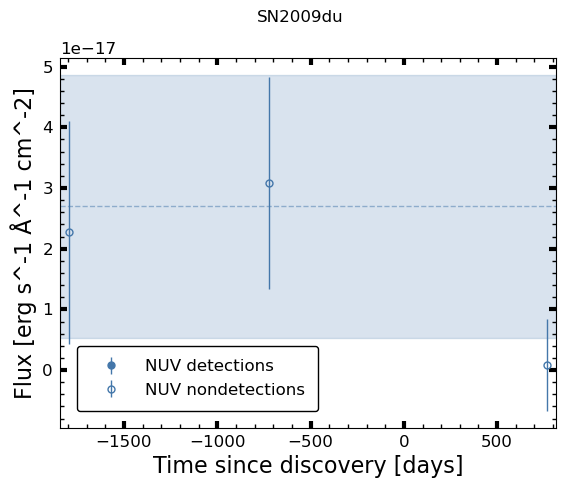 SN2009du
1e−17
5
4
3
2
1
0
Flux [erg s^-1 Å^-1 cm^-2]
NUV detections
NUV nondetections
−1500 −1000 −500 0 500
Time since discovery [days]